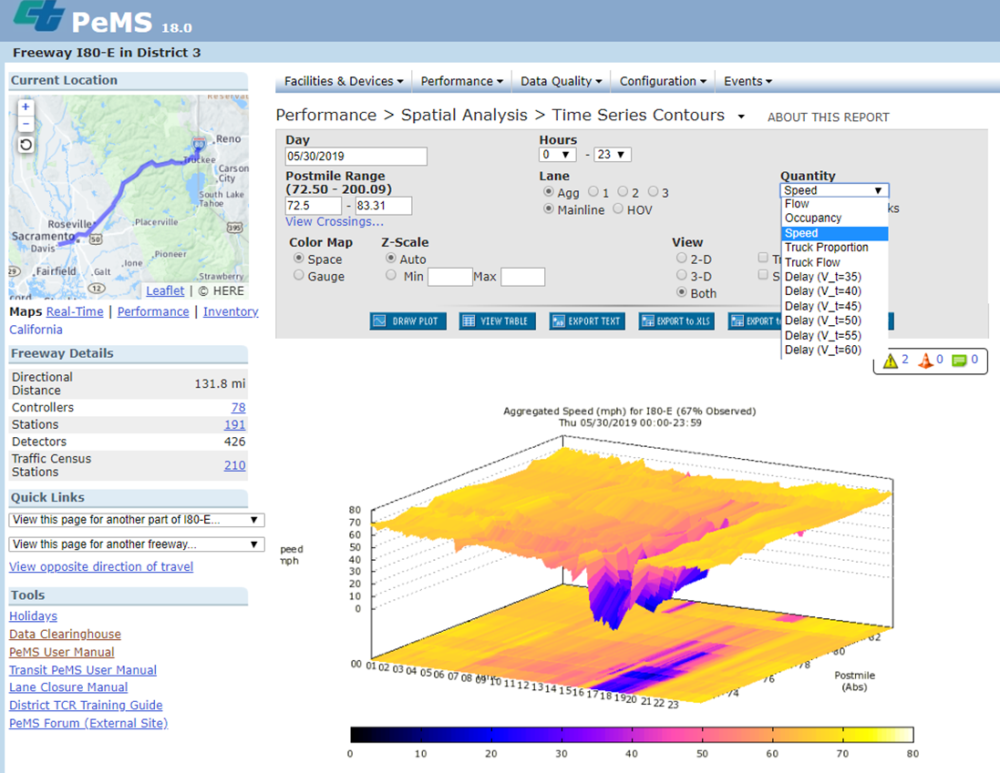 PeMS 18.0
Freeway I80-E in District 3
Current Location
+
−
Reno
80
Truckee
Carson
City
South Lake
Tahoe
Roseville
Placerville
395
Sacramento
50
Davis
Ione
Pioneer
29
Fairfield
Galt
12
Strawberry
Leaflet | © HERE
Maps Real-Time | Performance | Inventory
California
Freeway Details
Directional
Distance
131.8 mi
Controllers 78
Stations 191
Detectors 426
Traffic Census
Stations
210
Quick Links
View this page for another part of I80-E...
View this page for another freeway...
View opposite direction of travel
Tools
Holidays
Data Clearinghouse
PeMS User Manual
Transit PeMS User Manual
Lane Closure Manual
District TCR Training Guide
PeMS Forum (External Site)
Facilities & Devices Performance Data Quality Configuration Events
Performance > Spatial Analysis > Time Series Contours ABOUT THIS REPORT
Day
05/30/2019
Hours
0 - 23
Postmile Range
(72.50 - 200.09)
72.5 - 83.31
View Crossings...
Lane
Agg 1 2 3
Mainline HOV
Quantity
Speed
Flow
Occupancy
Speed
Truck Proportion
Truck Flow
Delay (V_t=35)
Delay (V_t=40)
Delay (V_t=45)
Delay (V_t=50)
Delay (V_t=55)
Delay (V_t=60)
ks
Color Map
Space
Gauge
Z-Scale
Auto
Min Max
View
2-D
3-D
Both
DRAW PLOT VIEW TABLE EXPORT TEXT EXPORT to .XLS EXPORT to
2 0 0
Aggregated Speed (mph) for I80-E (67% Observed)
Thu 05/30/2019 00:00-23:59
80
70
60
50
40
30
20
10
0
peed
mph
00 01 02 03 04 05 06 07 08 09 10 11 12 13 14 15 16 17 18 19 20 21 22 23
74
76
78
80
82
Postmile
(Abs)
0 10 20 30 40 50 60 70 80